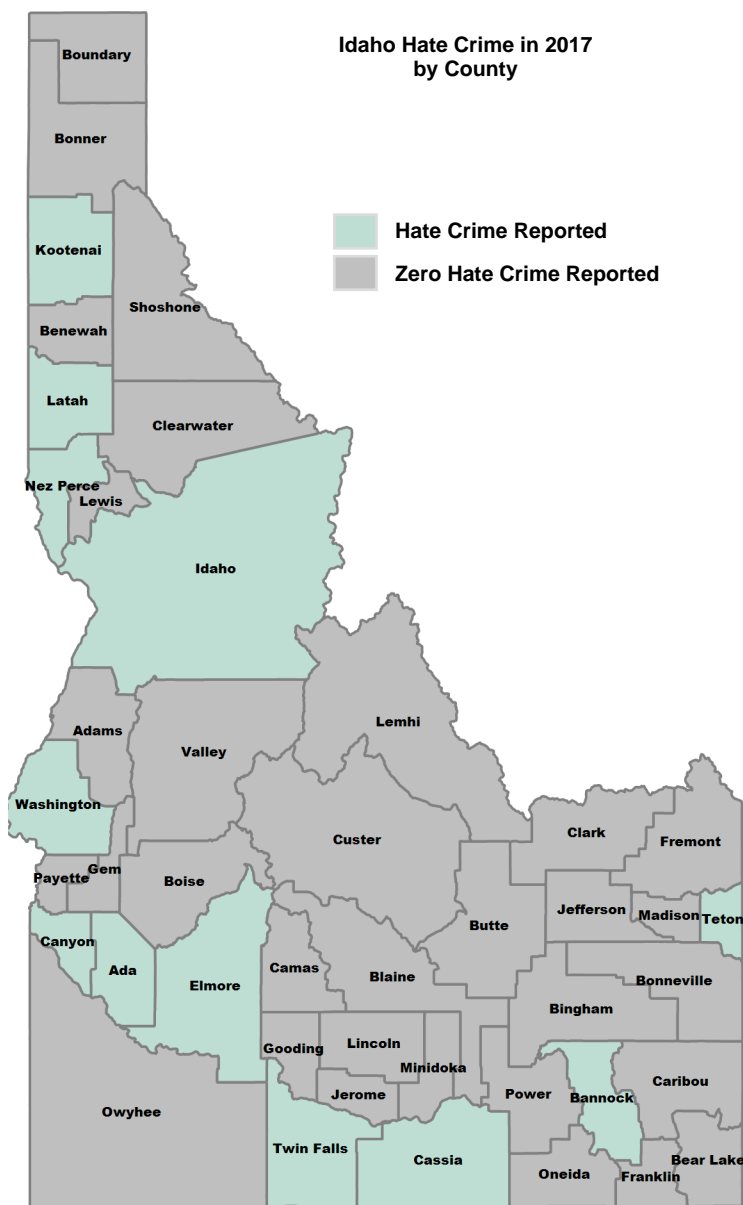 Idaho Hate Crime in 2017
by County
Boundary
Bonner
Hate Crime Reported
Kootenai
Zero Hate Crime Reported
Shoshone
Benewah
Latah
Clearwater
Nez Perce
Lewis
Idaho
Lemhi
Adams
Valley
Washington
Custer
Clark
Fremont
Gem
Payette
Boise
Jefferson
Madison
Teton
Butte
Canyon
Ada
Camas
Blaine
Bonneville
Elmore
Bingham
Lincoln
Gooding
Minidoka
Caribou
Jerome
Power
Bannock
Owyhee
Twin Falls
Cassia
Bear Lake
Oneida
Franklin